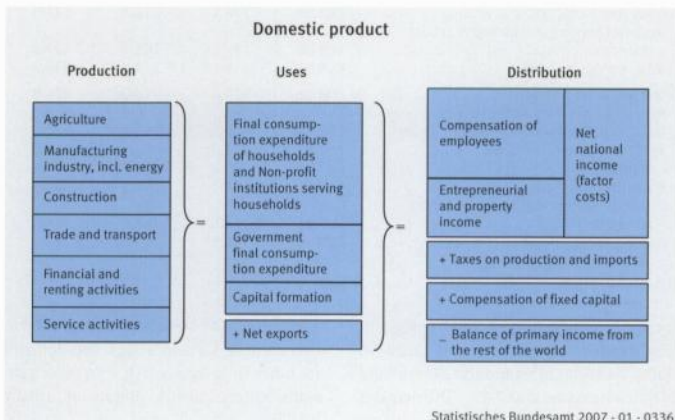 Domestic product
Production
Agriculture
Manufacturing
industry, incl. energy
Construction
Trade and transport
Financial and
renting activities
Service activities
=
Uses
Final consump-
tion expenditure
of households
and Non-profit
institutions serving
households
Government
final consump-
tion expenditure
Capital formation
+ Net exports
=
Distribution
Compensation of
employees
Entrepreneurial
and property
income
Net
national
income
(factor
costs)
+ Taxes on production and imports
+ Compensation of fixed capital
_ Balance of primary income from
the rest of the world
Statistisches Bundesamt 2007 - 01 - 0336